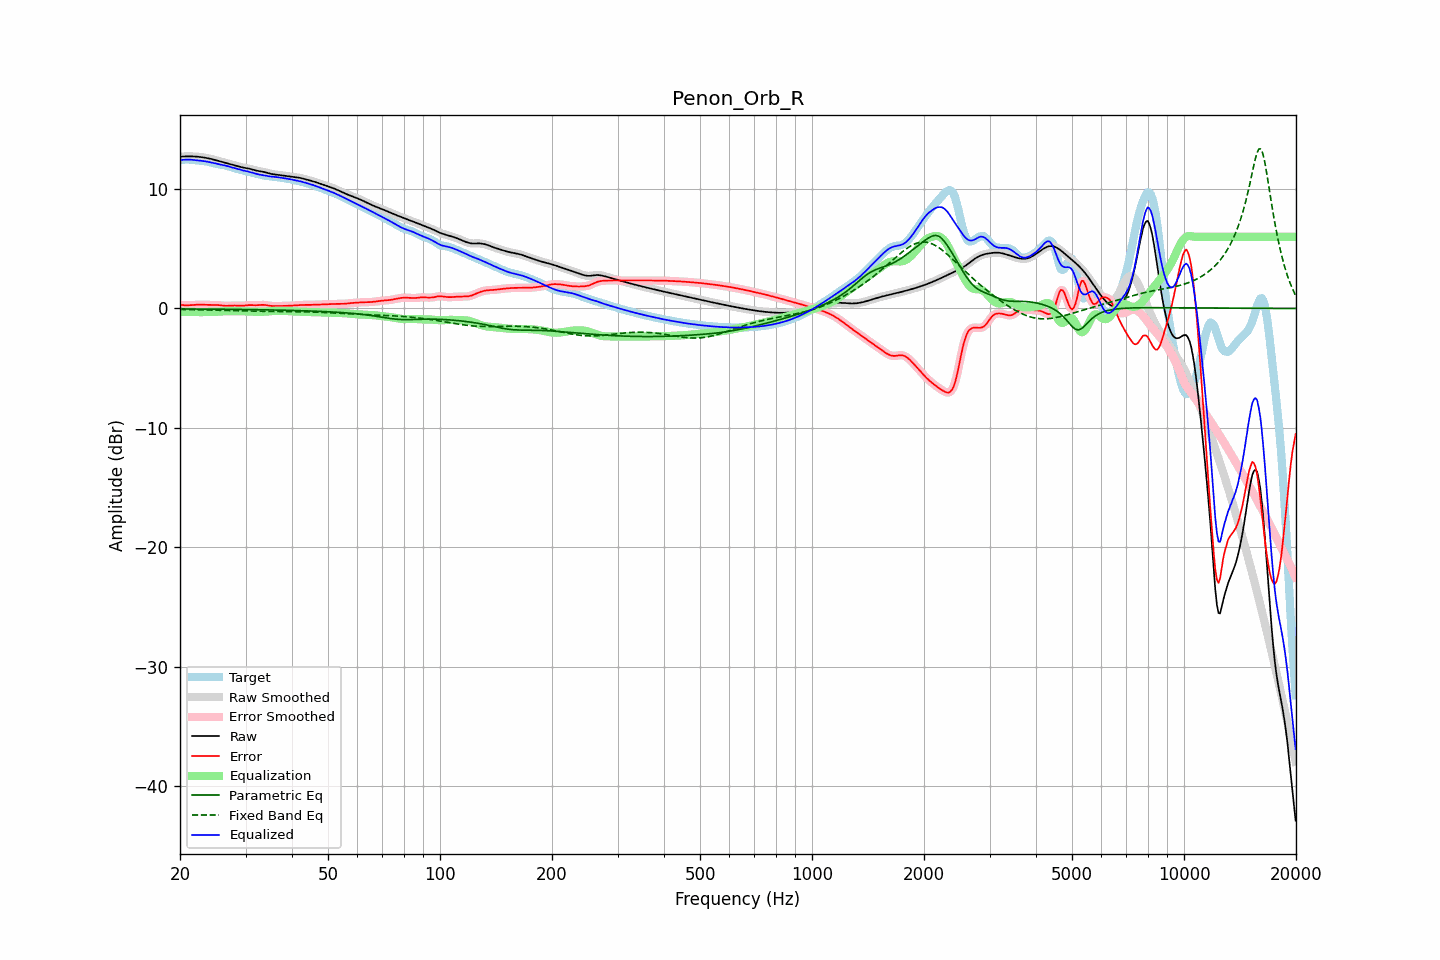 Penon_Orb_R
Amplitude (dBr)
10
0
−10
−20
−30
−40
Target
Raw Smoothed
Error Smoothed
Raw
Error
Equalization
Parametric Eq
Fixed Band Eq
Equalized
20 50 100 200 500 1000 2000 5000 10000 20000
Frequency (Hz)